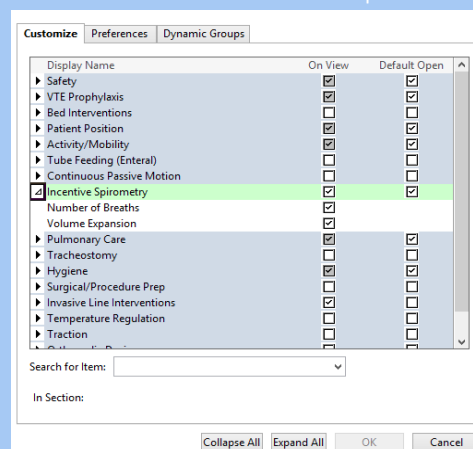 Customize Preferences Dynamic Groups
Display Name On View Default Open
Safety
VTE Prophylaxis
Bed Interventions
Patient Position
Activity/Mobility
Tube Feeding (Enteral)
Continuous Passive Motion
Incentive Spirometry
Number of Breaths
Volume Expansion
Pulmonary Care
Tracheostomy
Hygiene
Surgical/Procedure Prep
Invasive Line Interventions
Temperature Regulation
Traction
Search for Item:
In Section:
Collapse All Expand All OK Cancel